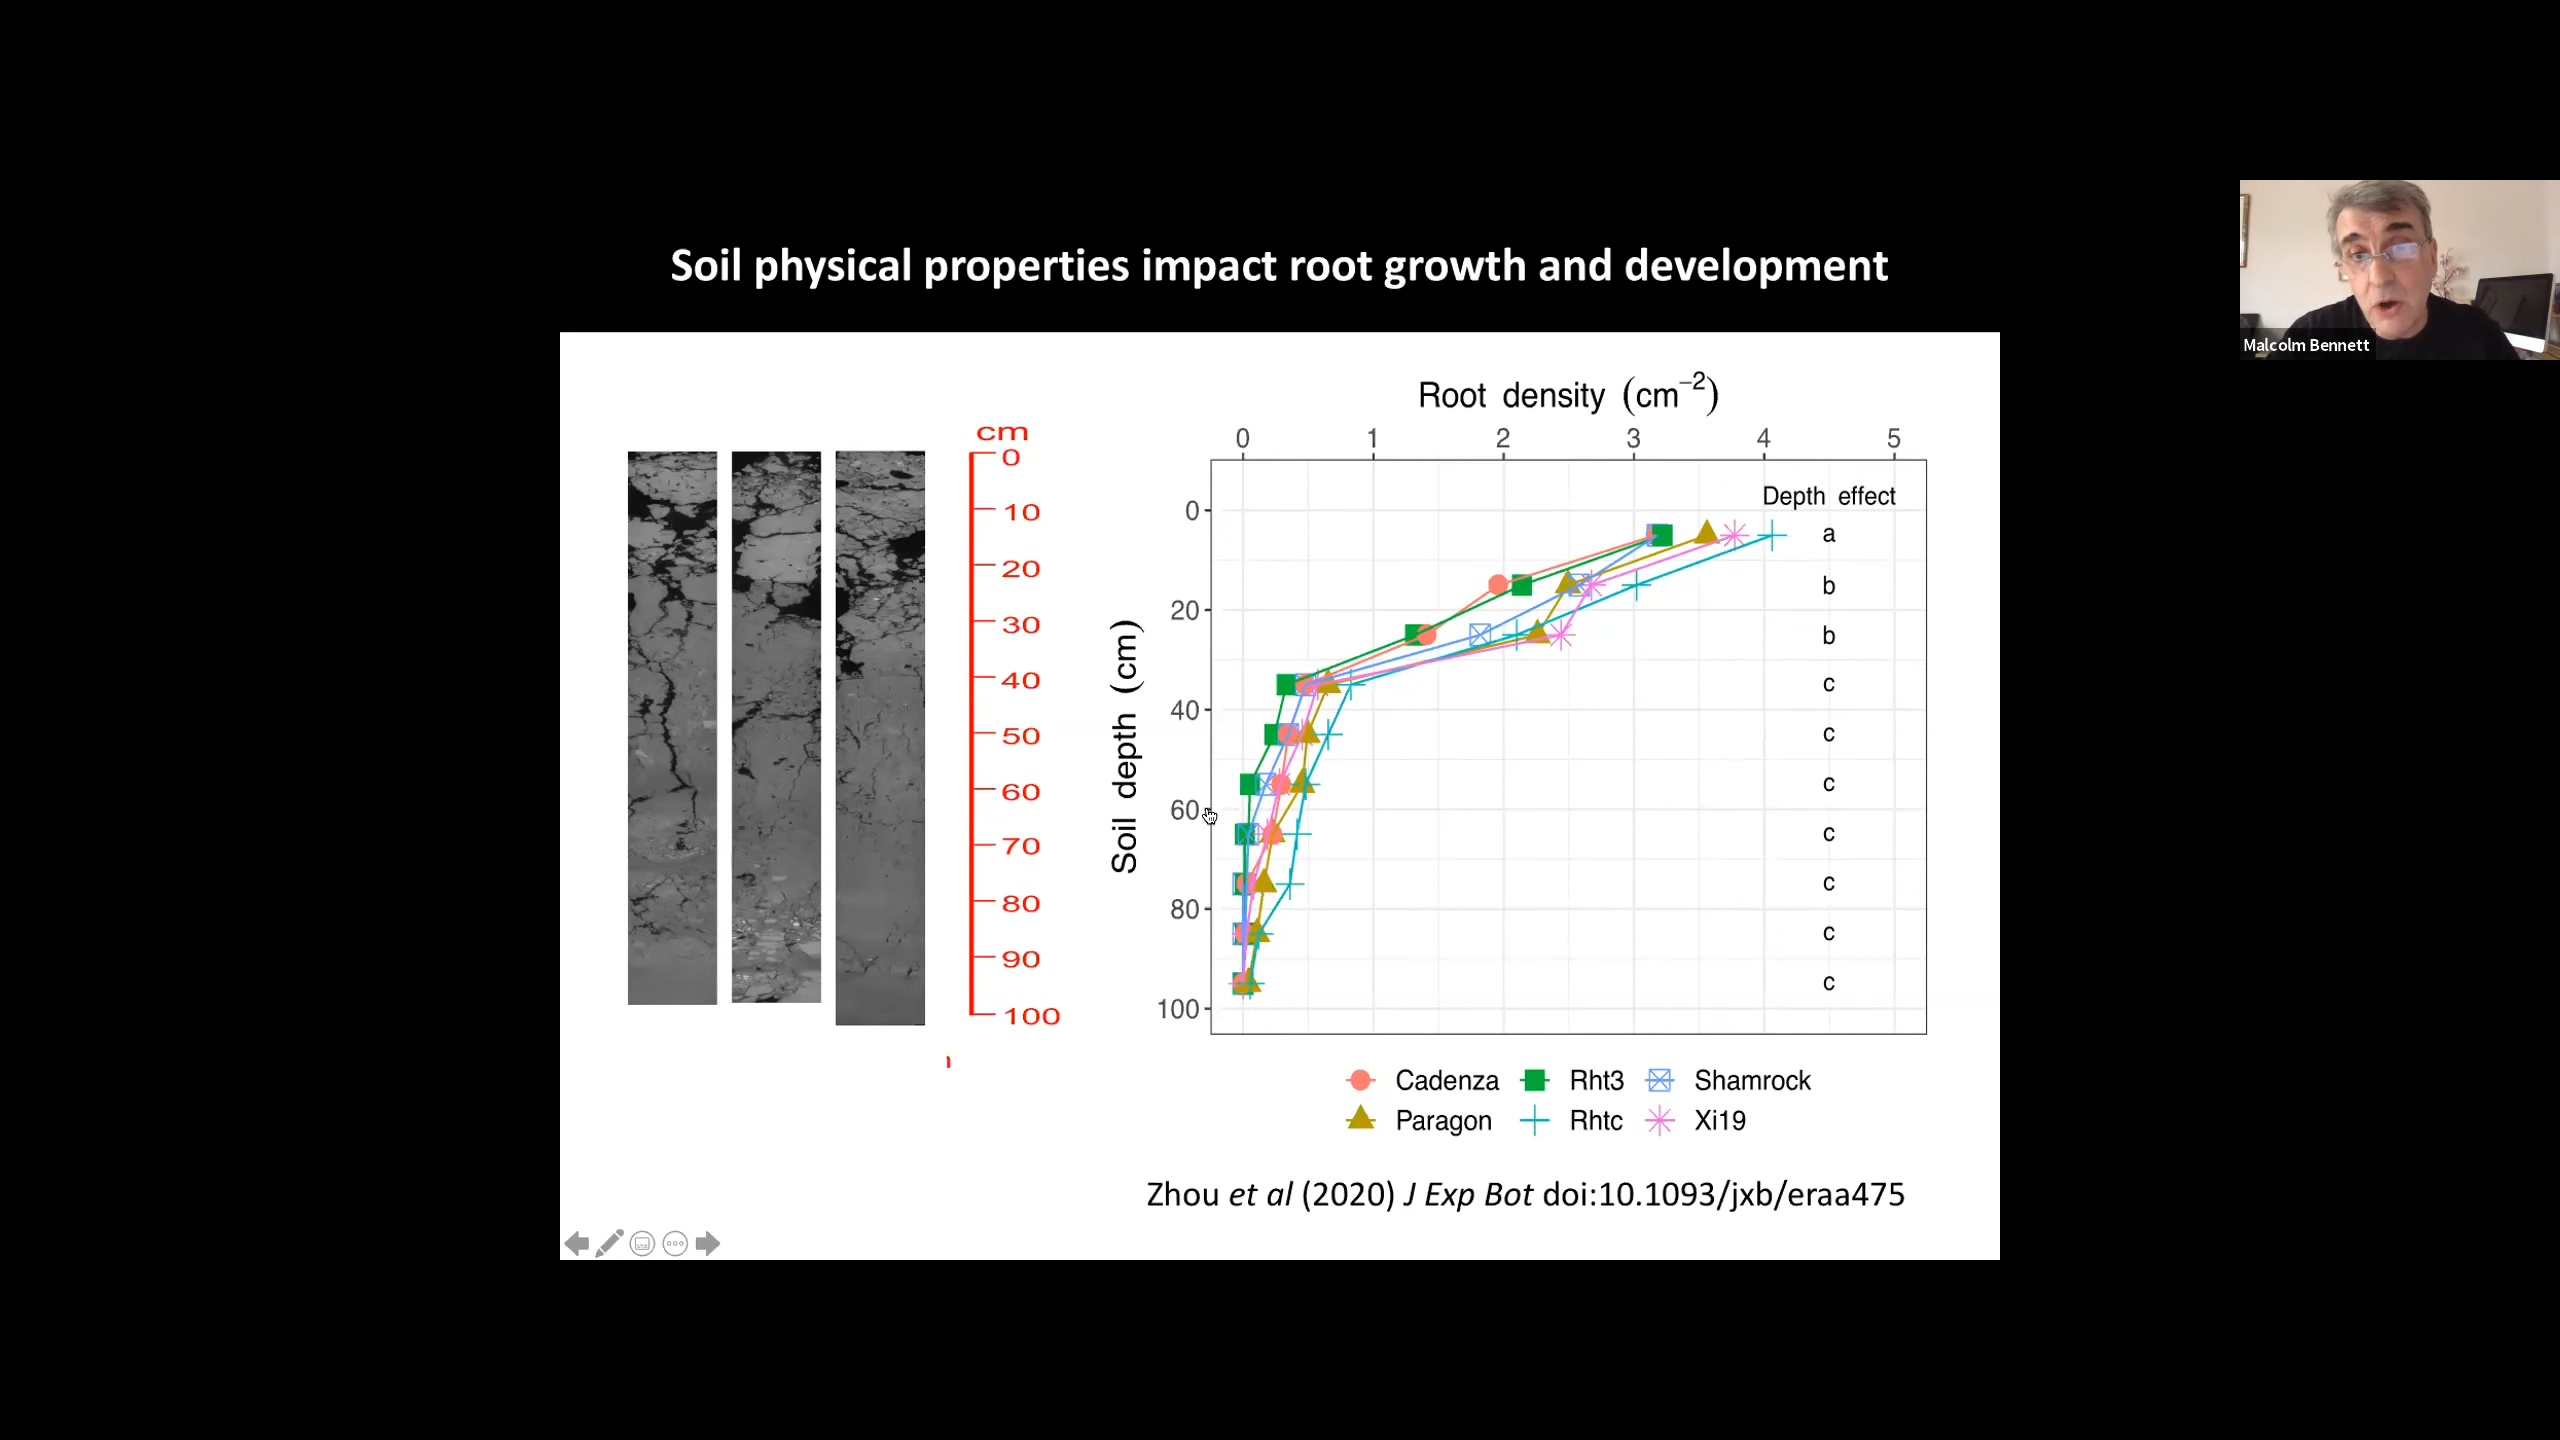 Soil physical properties impact root growth and development
Malcolm Bennett
cm
0
10
20
30
40
50
60
70
80
90
100
Root density (cm⁻²)
0 1 2 3 4 5
Soil depth (cm)
0
20
40
60
80
100
Depth effect
a
b
b
c
c
c
c
c
c
c
Cadenza Rht3 Shamrock
Paragon Rhtc Xi19
Zhou et al (2020) J Exp Bot doi:10.1093/jxb/eraa475